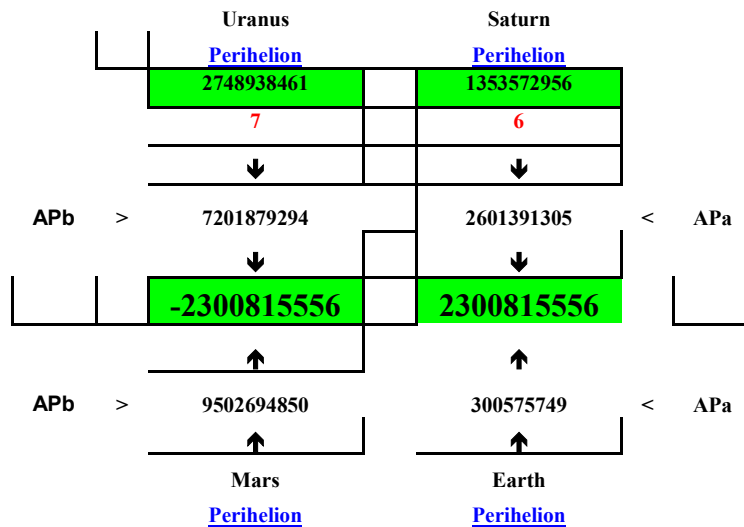 Uranus Saturn
Perihelion Perihelion
2748938461 1353572956
7 6
🡻 🡻
APb > 7201879294 2601391305 < APa
🡻 🡻
-2300815556 2300815556
🡹 🡹
APb > 9502694850 300575749 < APa
🡹 🡹
Mars Earth
Perihelion Perihelion